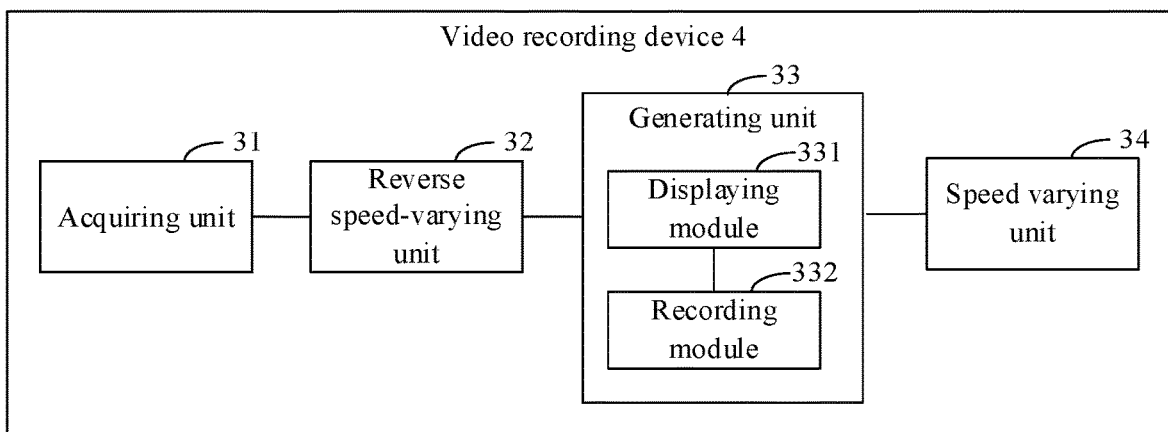 Video recording device 4
31
Acquiring unit
32
Reverse
speed-varying
unit
33
Generating unit
331
Displaying
module
332
Recording
module
34
Speed varying
unit